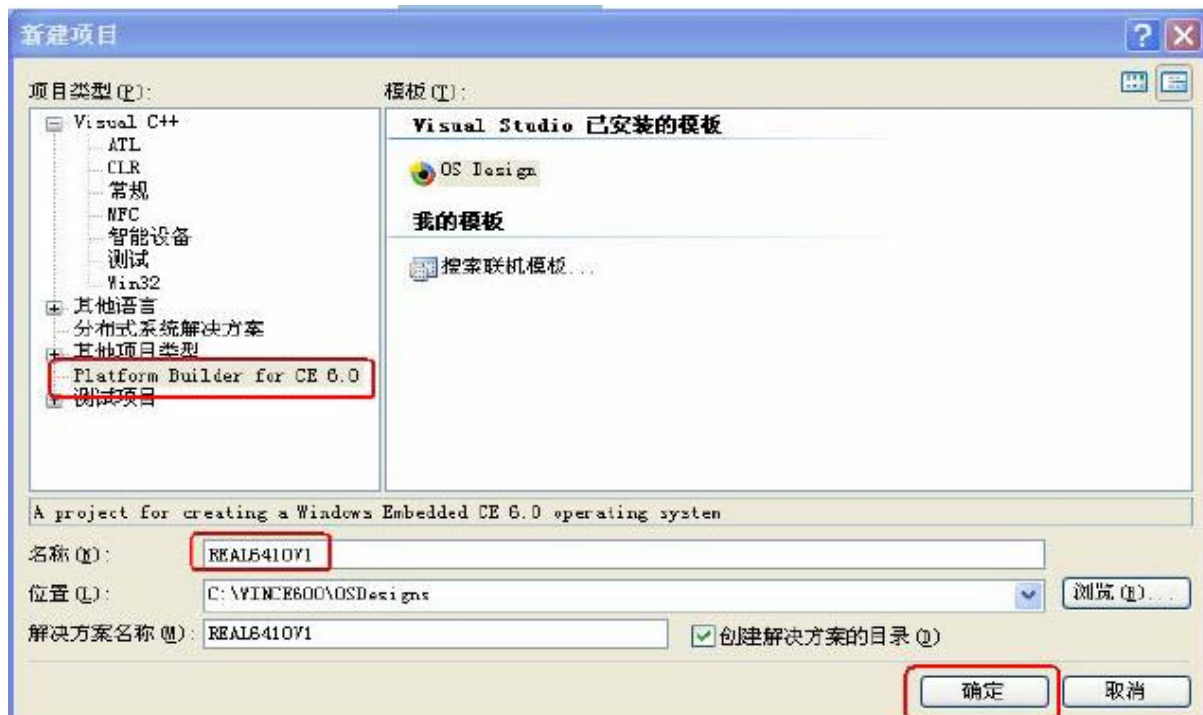 新建项目
项目类型(P):
模板(T):
Visual C++
ATL
CLR
常规
MFC
智能设备
测试
Win32
其他语言
分布式系统解决方案
其他项目类型
Platform Builder for CE 6.0
测试项目
Visual Studio 已安装的模板
OS Design
我的模板
搜索联机模板...
A project for creating a Windows Embedded CE 6.0 operating system
名称(N):
REAL6410V1
位置(L):
C:\WINCE600\OSDesigns
浏览(B)...
解决方案名称(M):
REAL6410V1
创建解决方案的目录(D)
确定
取消